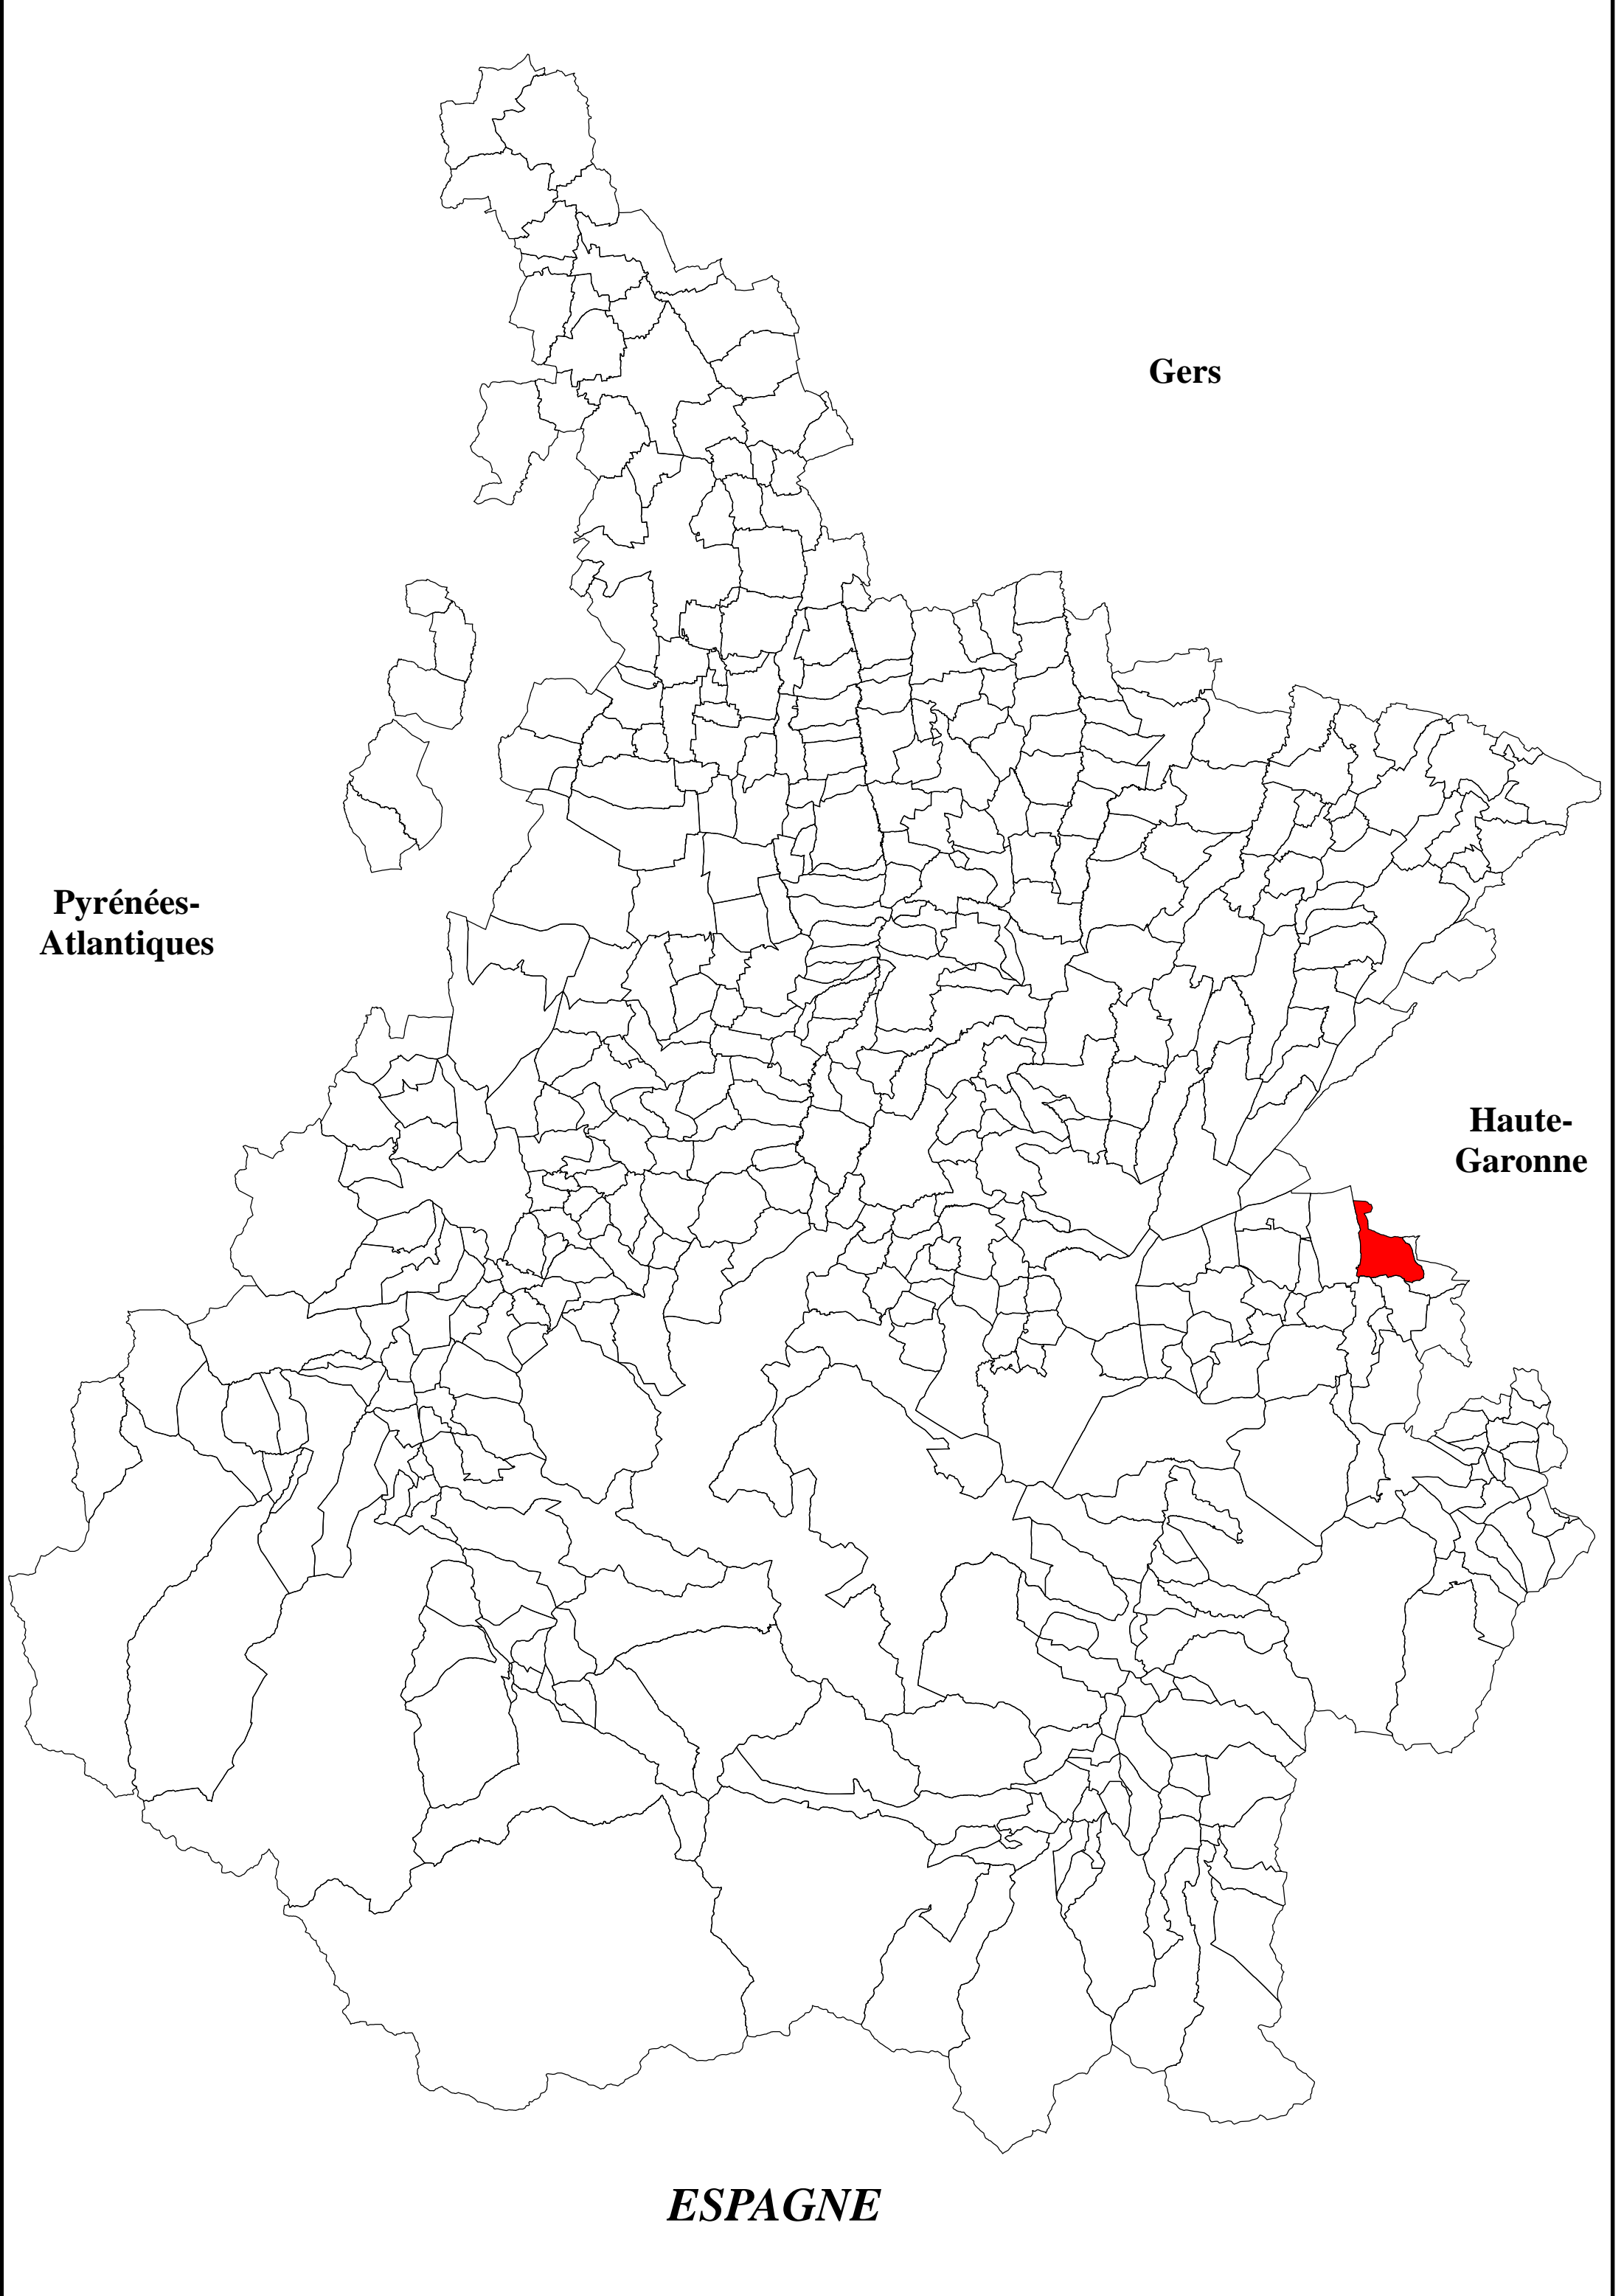 Gers
Pyrénées-
Atlantiques
Haute-
Garonne
ESPAGNE